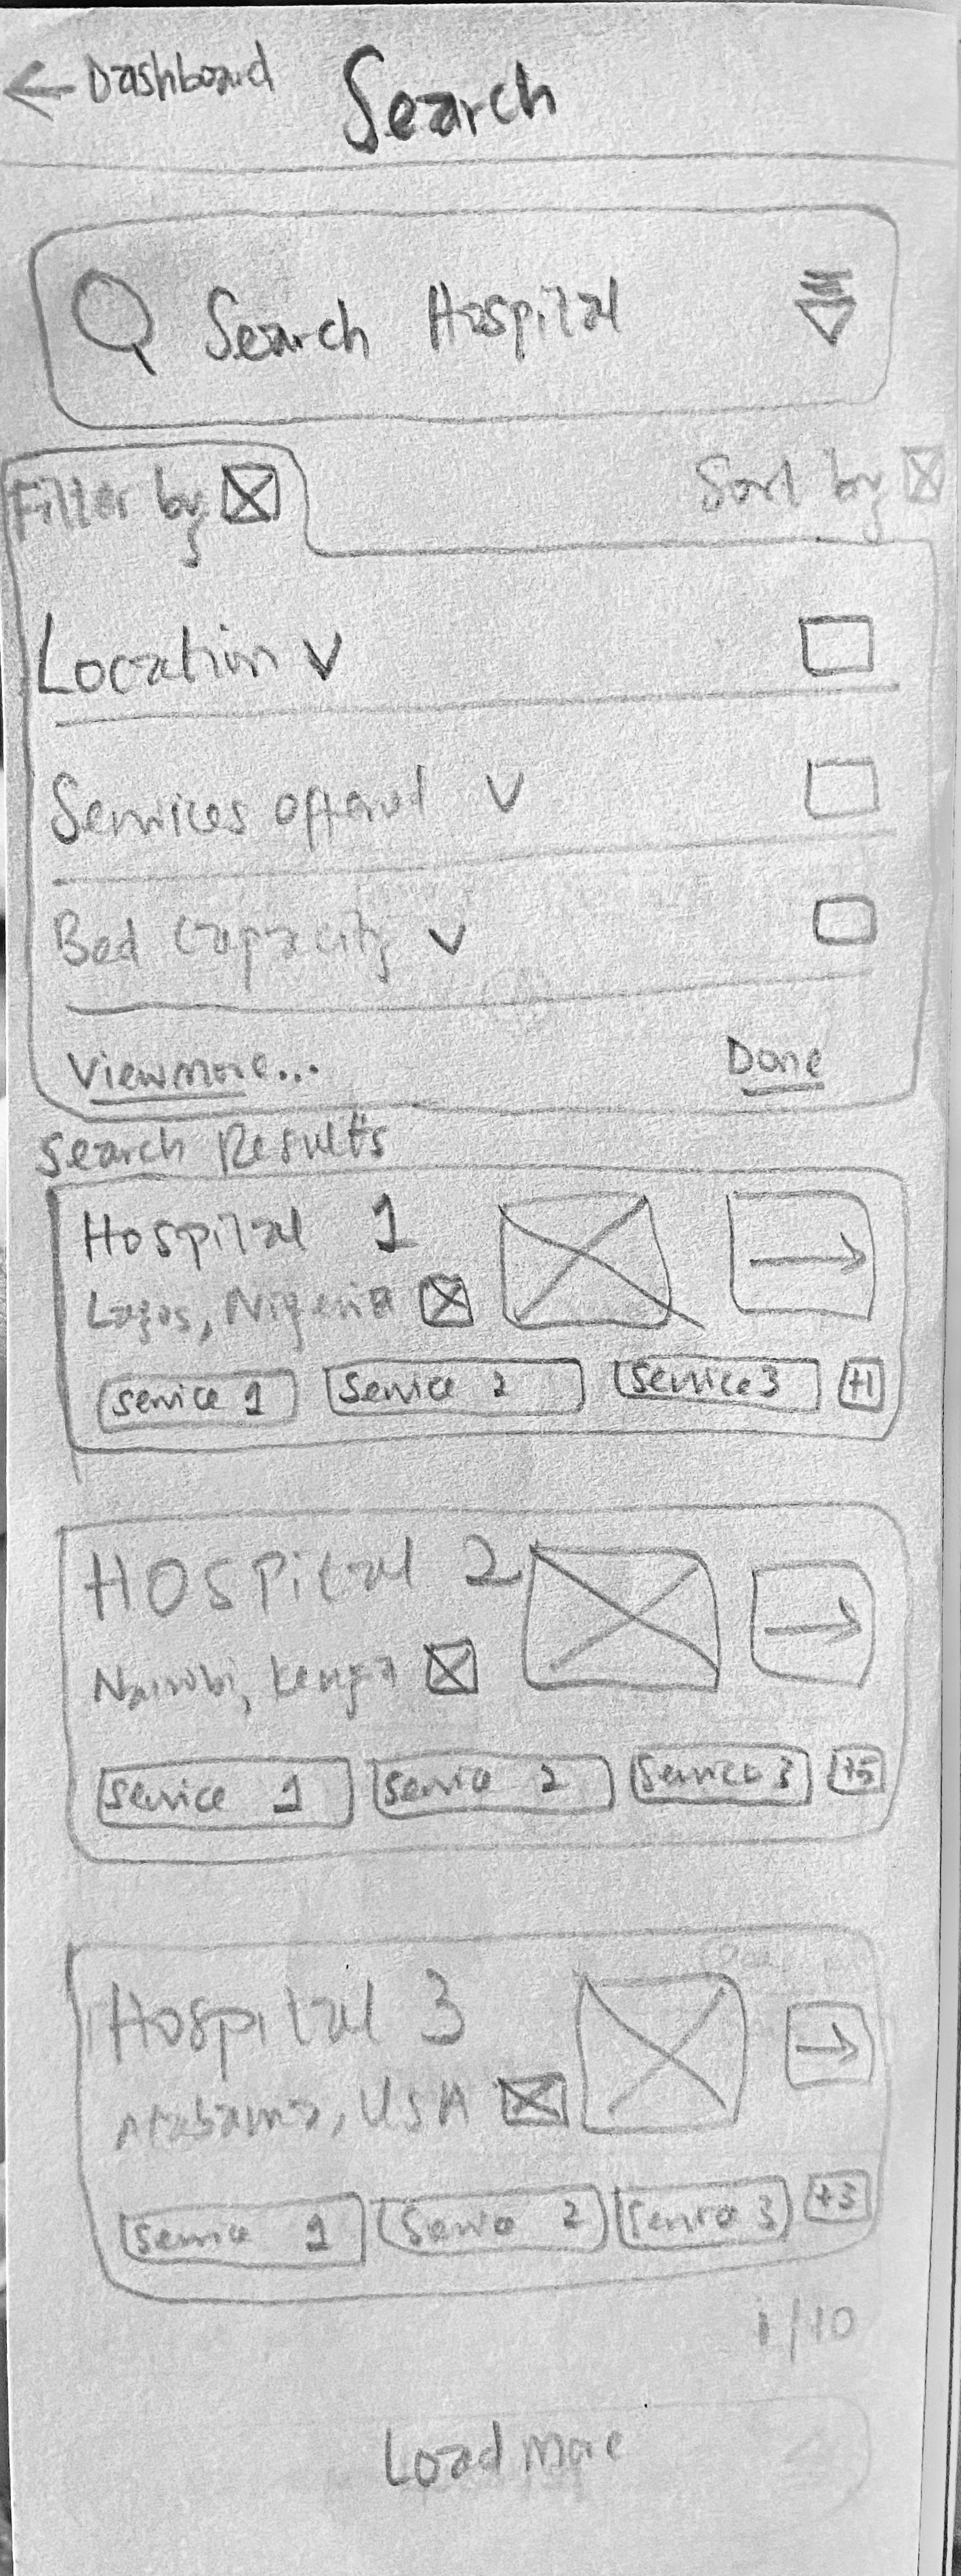 ← Dashboard
Search
Search Hospital
Filter by
Sort by
Location
Services offered
Bed Capacity
View more...
Done
Search Results
Hospital 1
Lagos, Nigeria
Service 1 Service 2 Service 3 +1
Hospital 2
Nairobi, Kenya
Service 1 Service 2 Service 3 +5
Hospital 3
Alabama, USA
Service 1 Service 2 Service 3 +3
1/10
Load more